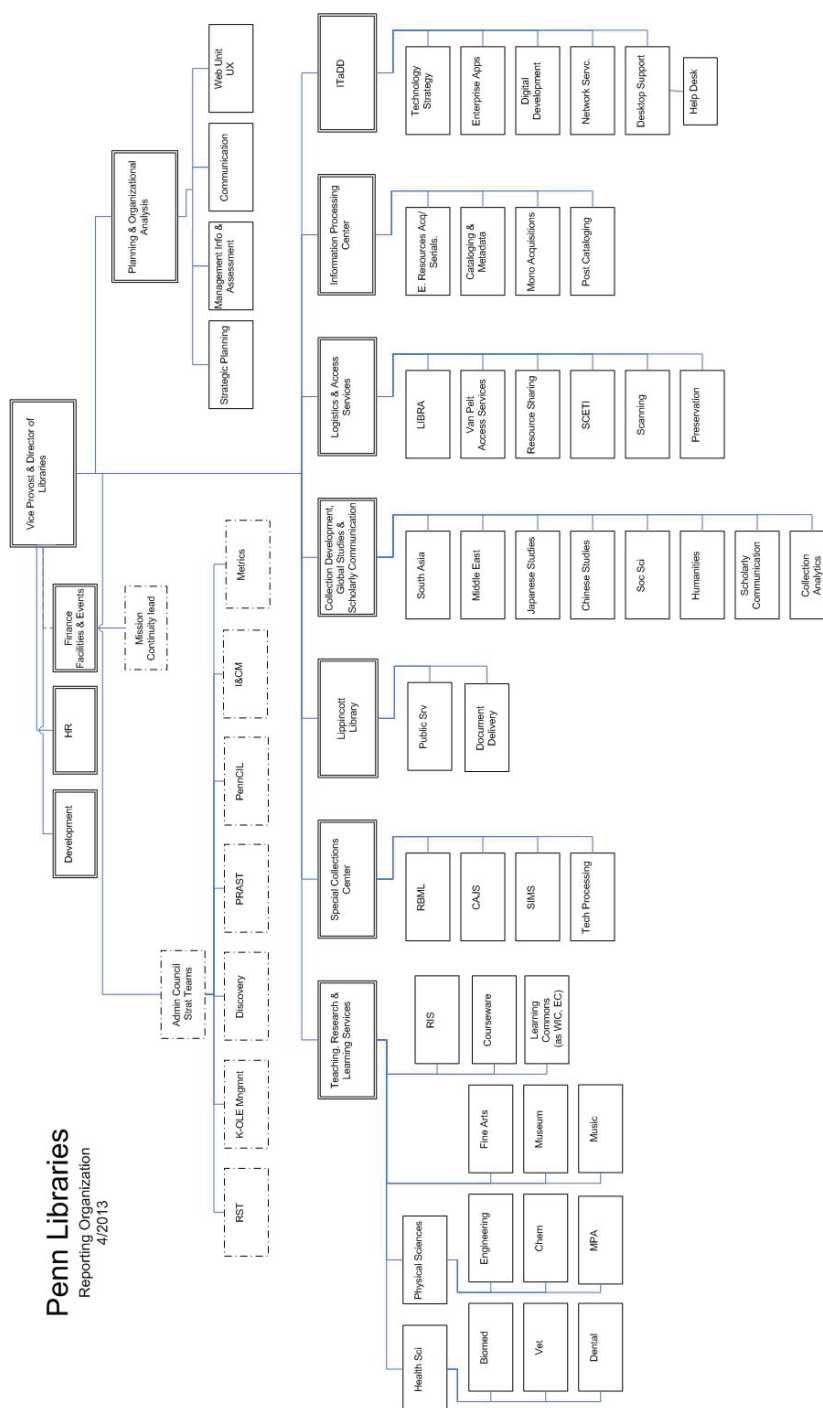 Penn Libraries
Reporting Organization
4/2013
Vice Provost & Director of
Libraries
Development
HR
Finance
Facilities & Events
Mission
Continuity lead
Planning & Organizational
Analysis
Strategic Planning
Management Info &
Assessment
Communication
Web Unit
UX
Admin Council
Strat Teams
RST
K-OLE Mngmnt
Discovery
PRAST
PennCIL
I&CM
Metrics
Teaching, Research &
Learning Services
Health Sci
Biomed
Vet
Dental
Physical Sciences
Engineering
Chem
MPA
Fine Arts
Museum
Music
RIS
Courseware
Learning
Commons
(as WIC, EC)
Special Collections
Center
RBML
CAJS
SIMS
Tech Processing
Lippincott
Library
Public Srv
Document
Delivery
Collection Development,
Global Studies &
Scholarly Communication
South Asia
Middle East
Japanese Studies
Chinese Studies
Soc Sci
Humanities
Scholarly
Communication
Collection
Analytics
Logistics & Access
Services
LIBRA
Van Pelt
Access Services
Resource Sharing
SCETI
Scanning
Preservation
Information Processing
Center
E. Resources Acq/
Serials.
Cataloging &
Metadata
Mono Acquisitions
Post Cataloging
ITaDD
Technology
Strategy
Enterprise Apps
Digital
Development
Network Servc.
Desktop Support
Help Desk